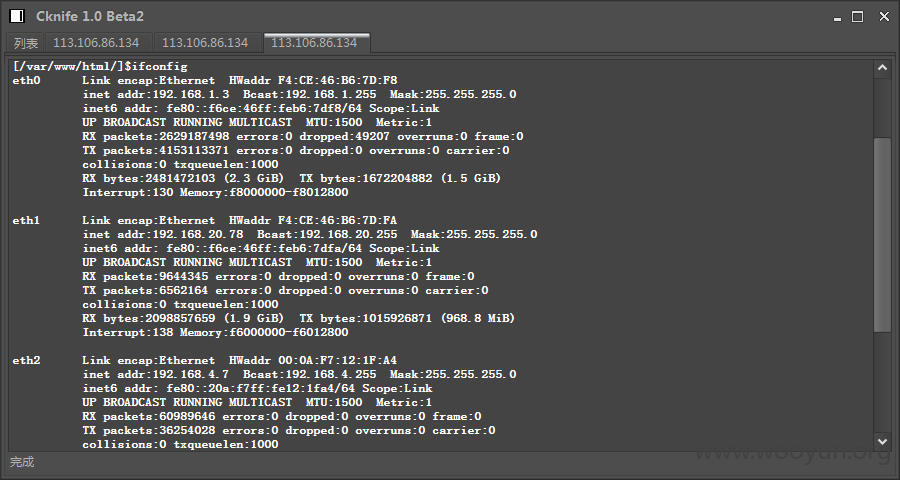 Cknife 1.0 Beta2
列表 113.106.86.134 113.106.86.134 113.106.86.134
[/var/www/html/]$ifconfig
eth0 Link encap:Ethernet HWaddr F4:CE:46:B6:7D:F8
inet addr:192.168.1.3 Bcast:192.168.1.255 Mask:255.255.255.0
inet6 addr: fe80::f6ce:46ff:feb6:7df8/64 Scope:Link
UP BROADCAST RUNNING MULTICAST MTU:1500 Metric:1
RX packets:2629187498 errors:0 dropped:49207 overruns:0 frame:0
TX packets:4153113371 errors:0 dropped:0 overruns:0 carrier:0
collisions:0 txqueuelen:1000
RX bytes:2481472103 (2.3 GiB) TX bytes:1672204882 (1.5 GiB)
Interrupt:130 Memory:f8000000-f8012800
eth1 Link encap:Ethernet HWaddr F4:CE:46:B6:7D:FA
inet addr:192.168.20.78 Bcast:192.168.20.255 Mask:255.255.255.0
inet6 addr: fe80::f6ce:46ff:feb6:7dfa/64 Scope:Link
UP BROADCAST RUNNING MULTICAST MTU:1500 Metric:1
RX packets:9644345 errors:0 dropped:0 overruns:0 frame:0
TX packets:6562164 errors:0 dropped:0 overruns:0 carrier:0
collisions:0 txqueuelen:1000
RX bytes:2098857659 (1.9 GiB) TX bytes:1015926871 (968.8 MiB)
Interrupt:138 Memory:f6000000-f6012800
eth2 Link encap:Ethernet HWaddr 00:0A:F7:12:1F:A4
inet addr:192.168.4.7 Bcast:192.168.4.255 Mask:255.255.255.0
inet6 addr: fe80::20a:f7ff:fe12:1fa4/64 Scope:Link
UP BROADCAST RUNNING MULTICAST MTU:1500 Metric:1
RX packets:60989646 errors:0 dropped:0 overruns:0 frame:0
TX packets:36254028 errors:0 dropped:0 overruns:0 carrier:0
collisions:0 txqueuelen:1000
www.wooyun.org
完成